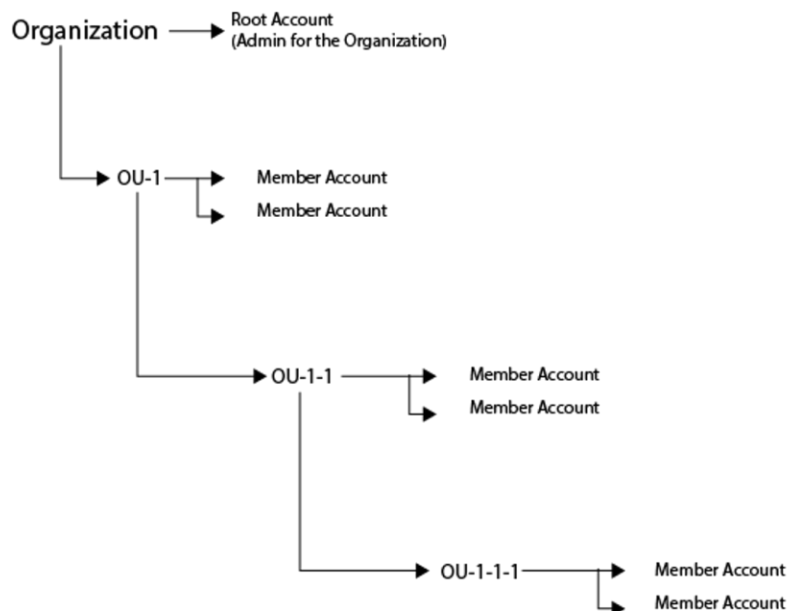 Organization
Root Account
(Admin for the Organization)
OU-1
Member Account
Member Account
OU-1-1
Member Account
Member Account
OU-1-1-1
Member Account
Member Account